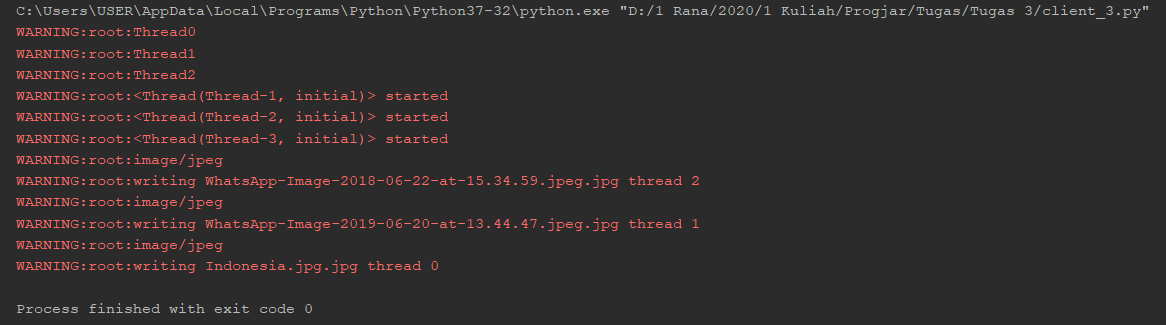 C:\Users\USER\AppData\Local\Programs\Python\Python37-32\python.exe "D:/1 Rana/2020/1 Kuliah/Progjar/Tugas/Tugas 3/client_3.py"
WARNING:root:Thread0
WARNING:root:Thread1
WARNING:root:Thread2
WARNING:root:<Thread(Thread-1, initial)> started
WARNING:root:<Thread(Thread-2, initial)> started
WARNING:root:<Thread(Thread-3, initial)> started
WARNING:root:image/jpeg
WARNING:root:writing WhatsApp-Image-2018-06-22-at-15.34.59.jpeg.jpg thread 2
WARNING:root:image/jpeg
WARNING:root:writing WhatsApp-Image-2019-06-20-at-13.44.47.jpeg.jpg thread 1
WARNING:root:image/jpeg
WARNING:root:writing Indonesia.jpg.jpg thread 0
Process finished with exit code 0